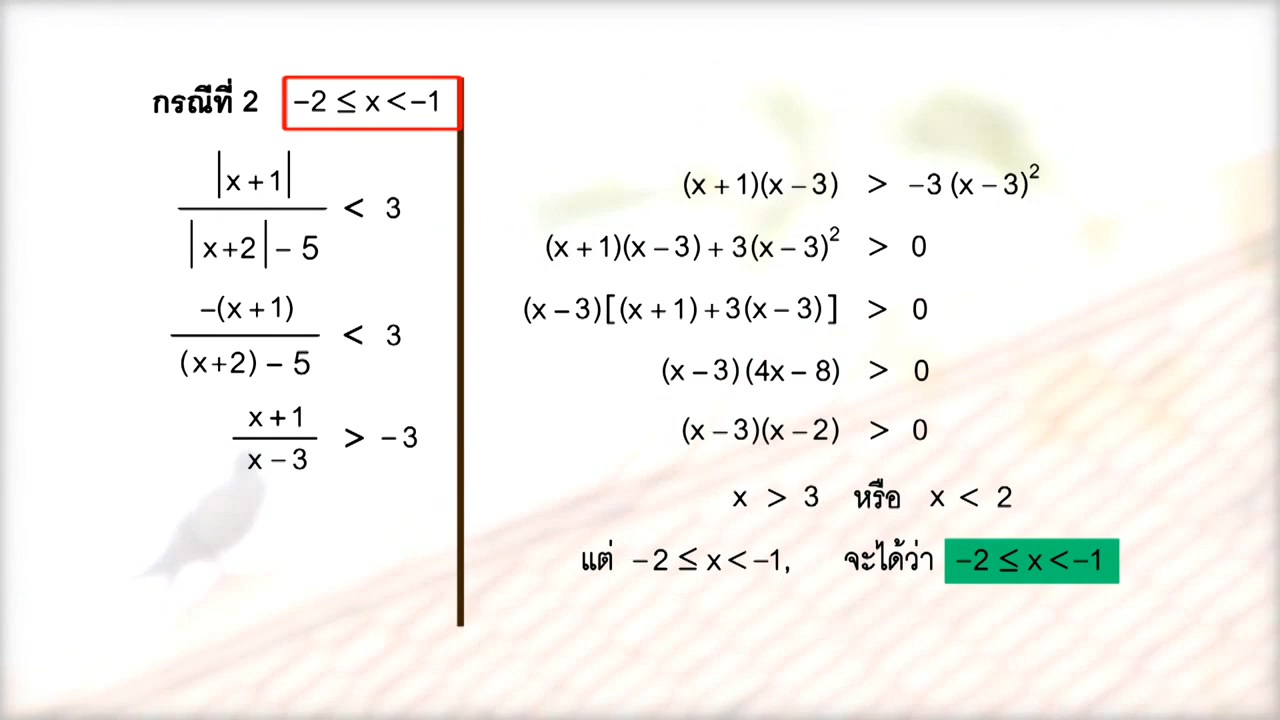 กรณีที่ 2 −2 ≤ x < −1
|x + 1|
|x+2| − 5
< 3
−(x + 1)
(x+2) − 5
< 3
x + 1
x − 3
> −3
(x + 1)(x − 3) > −3 (x − 3)²
(x + 1)(x − 3) + 3(x − 3)² > 0
(x − 3)[(x + 1) + 3(x − 3)] > 0
(x − 3)(4x − 8) > 0
(x − 3)(x − 2) > 0
x > 3 หรือ x < 2
แต่ −2 ≤ x < −1, จะได้ว่า −2 ≤ x < −1